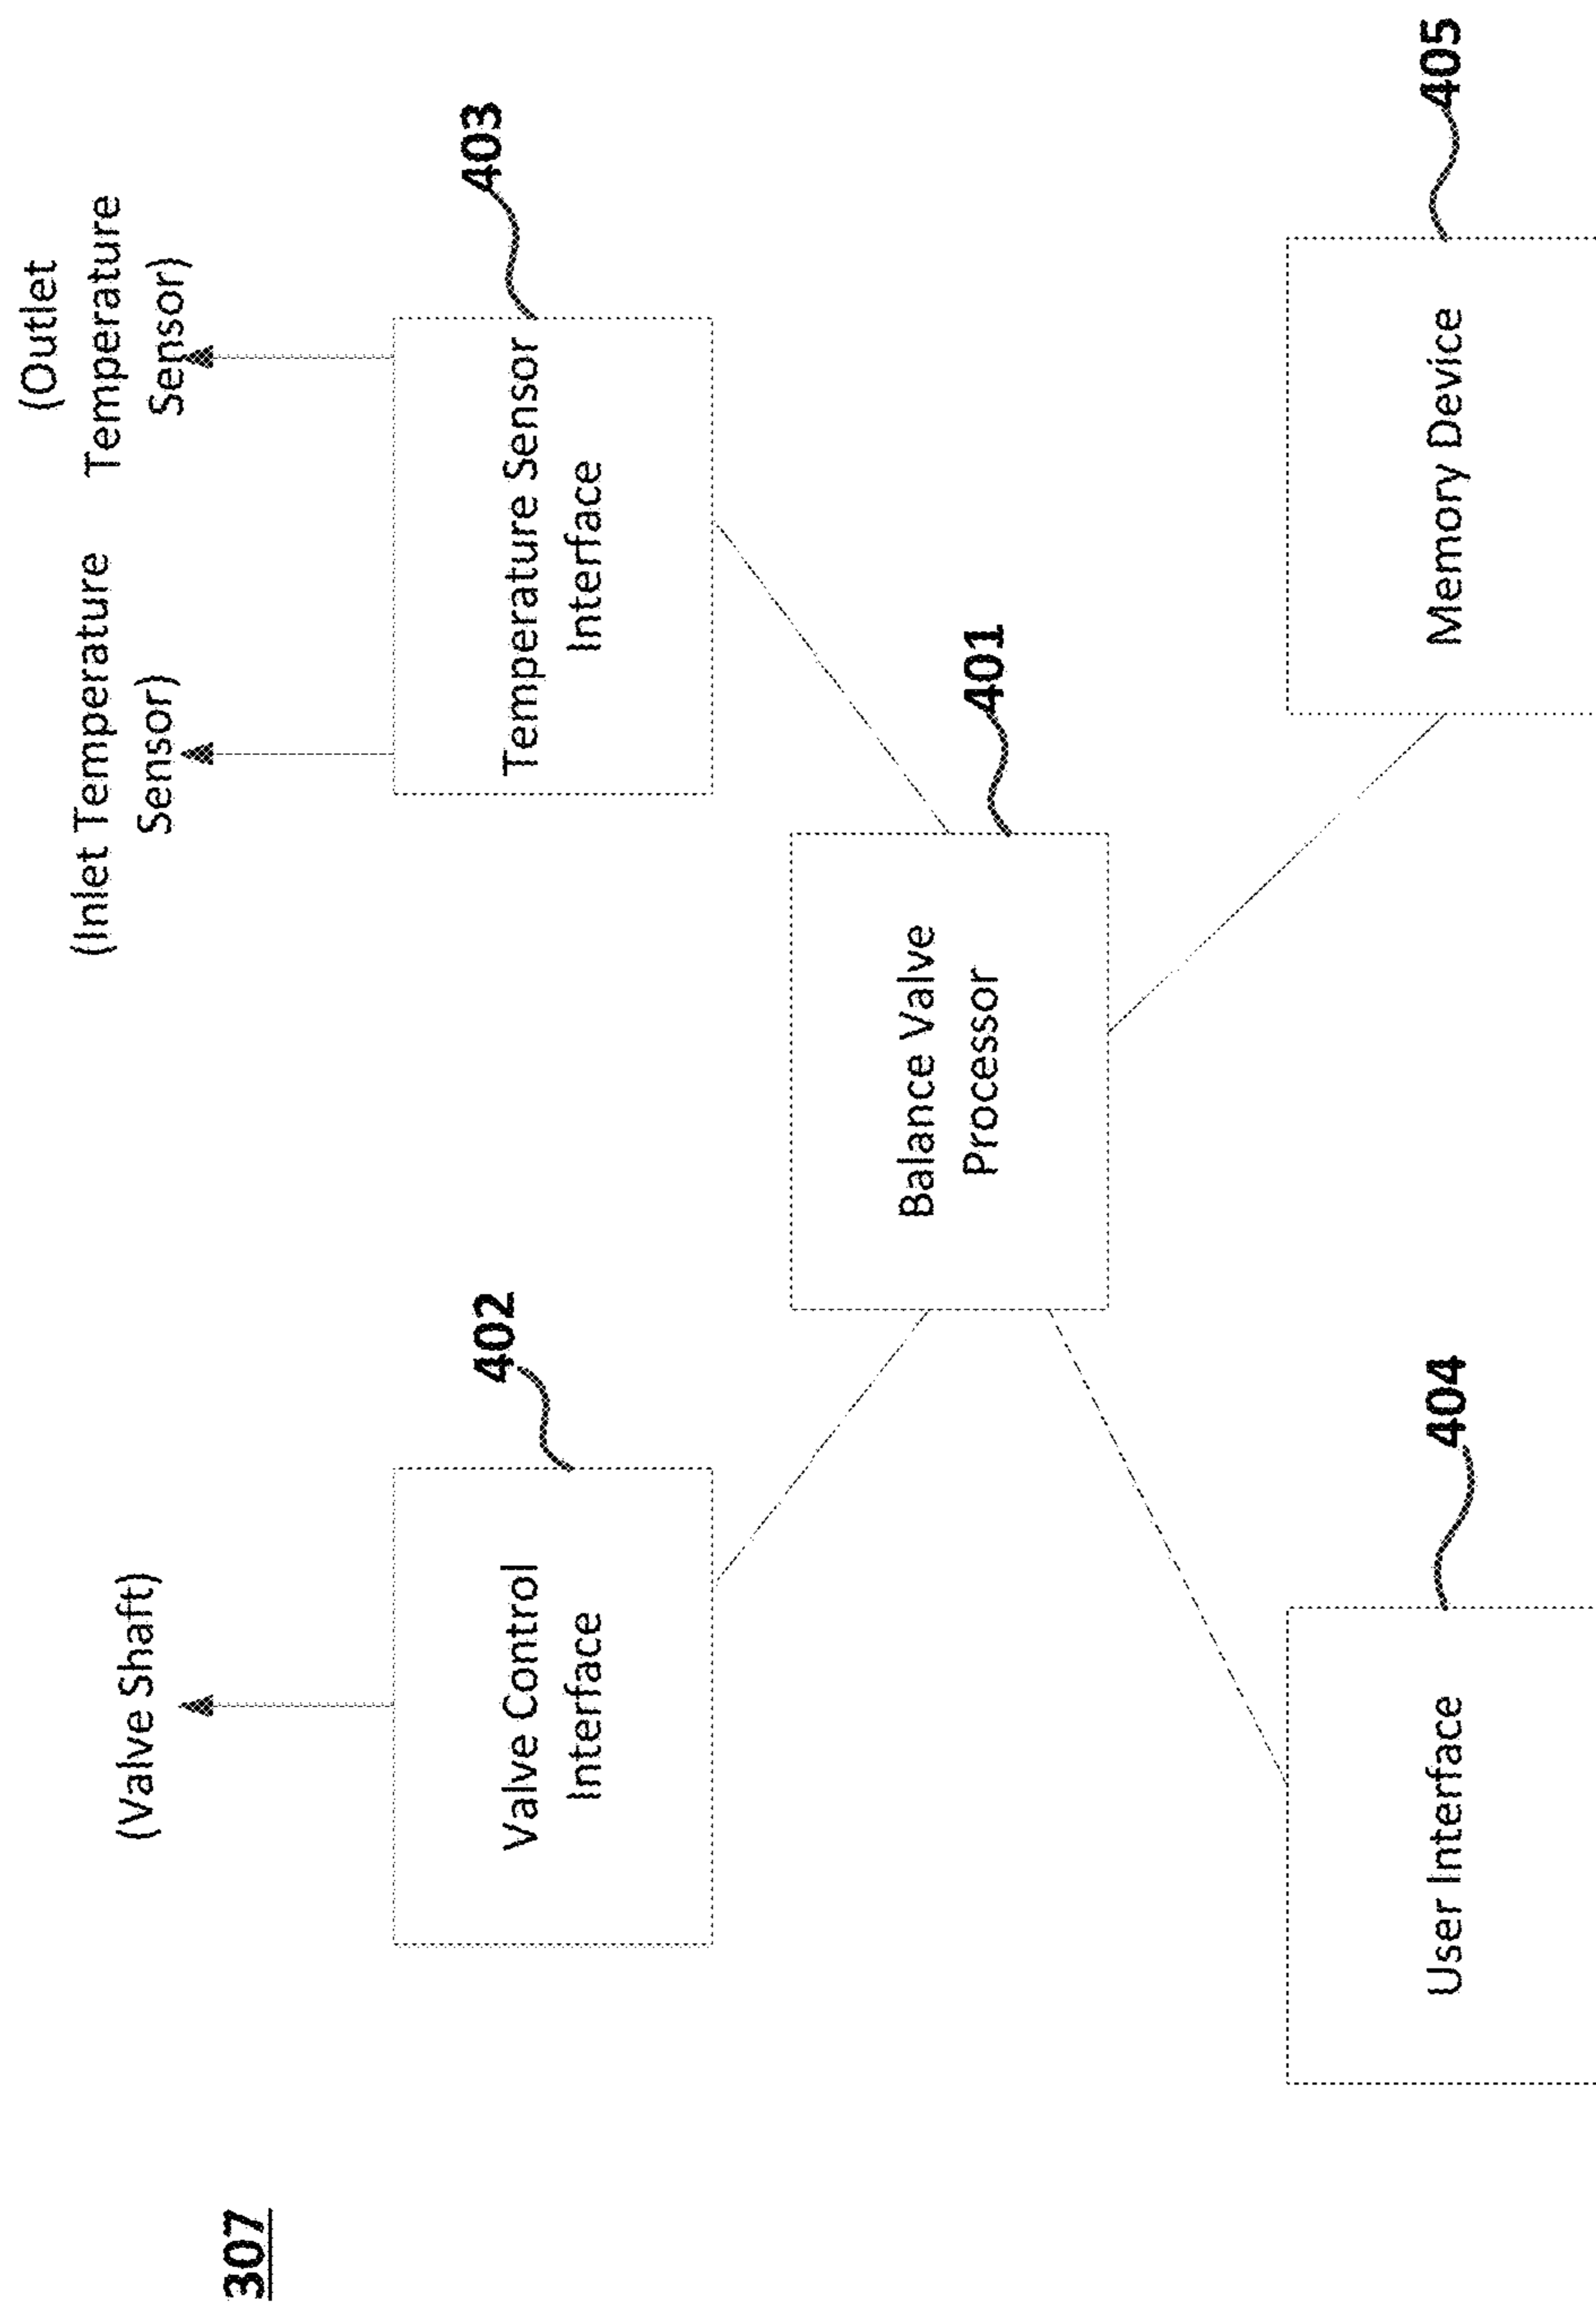 307
(Valve Shaft)
(Inlet Temperature
Sensor)
(Outlet
Temperature
Sensor)
402
Valve Control
Interface
403
Temperature Sensor
Interface
401
Balance Valve
Processor
404
User Interface
405
Memory Device